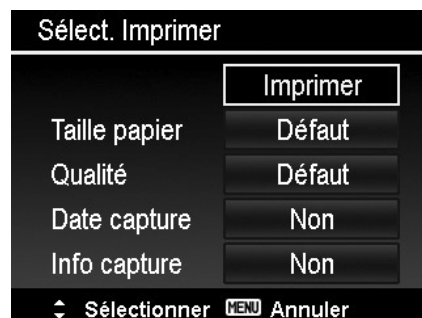 Sélect. Imprimer
Imprimer
Taille papier Défaut
Qualité Défaut
Date capture Non
Info capture Non
Sélectionner MENU Annuler